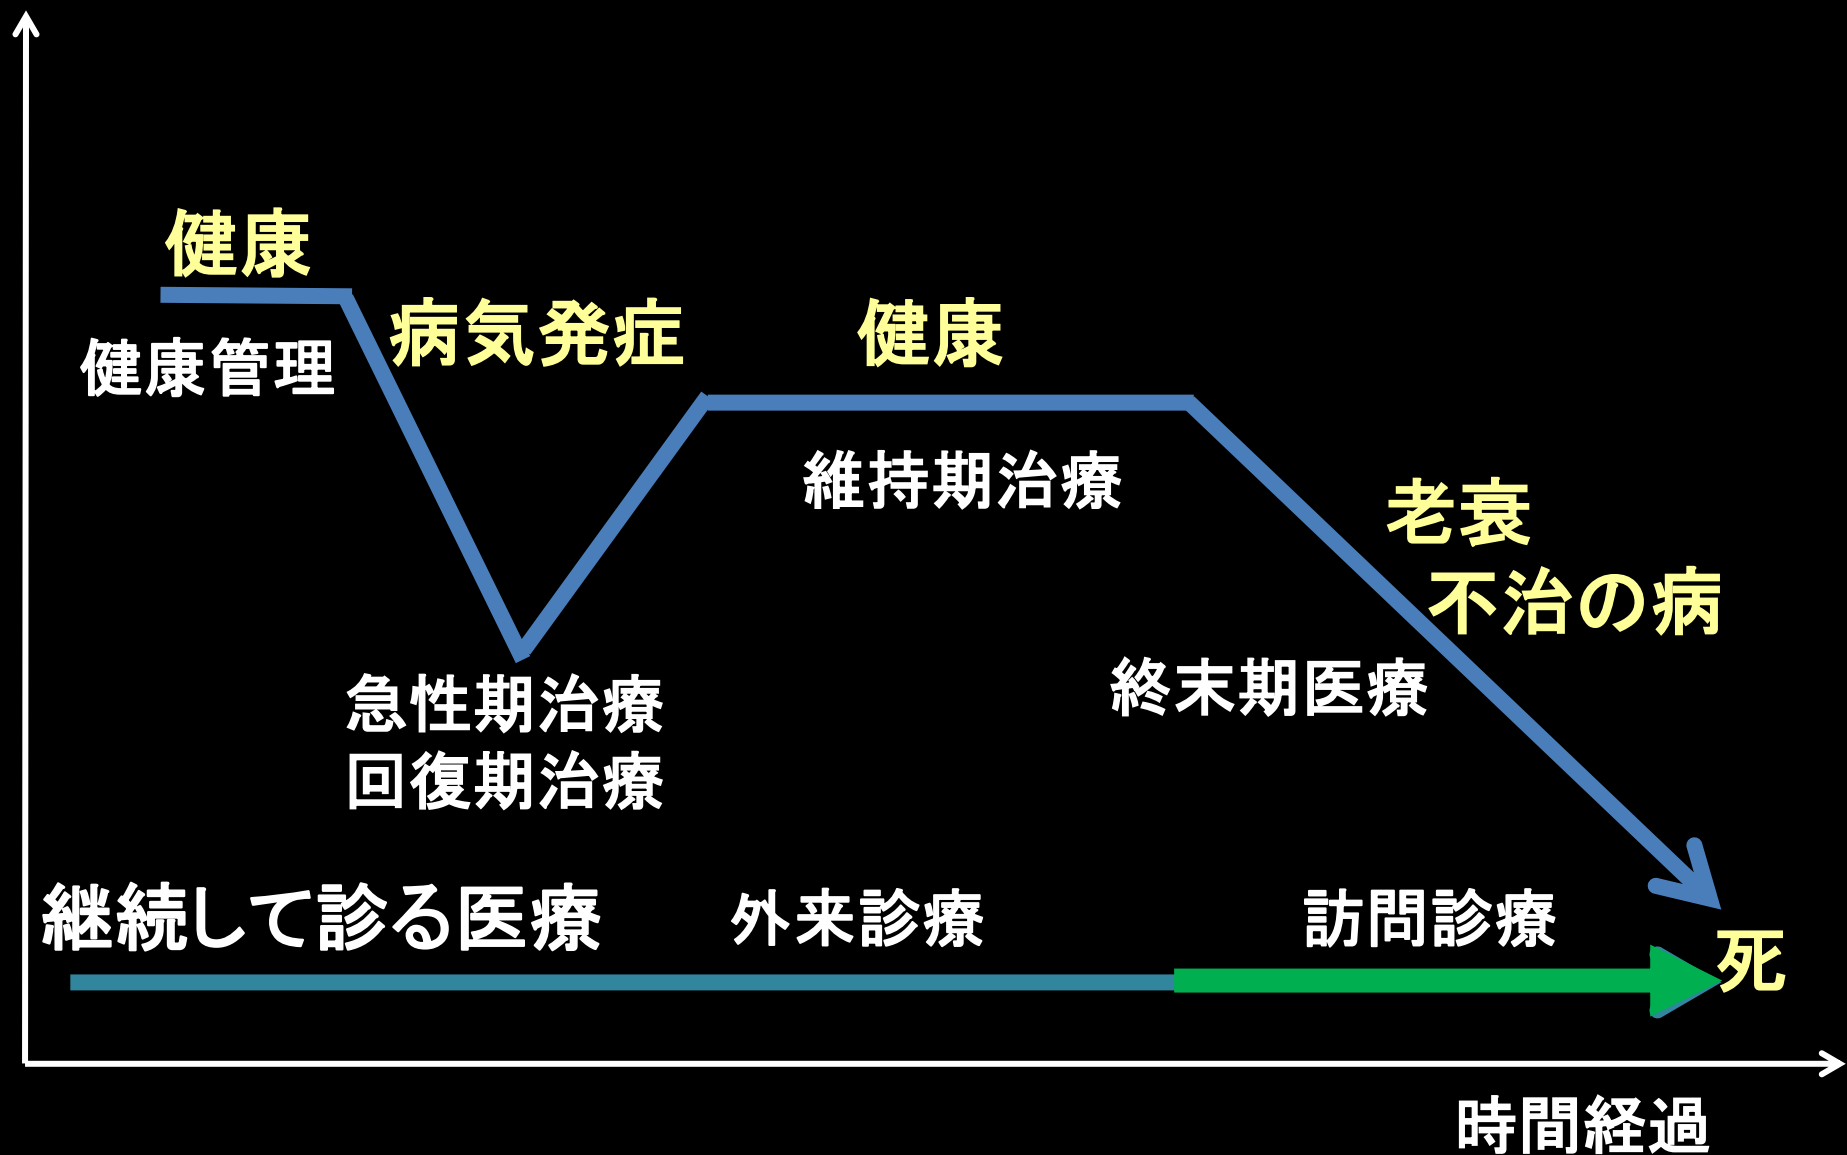 健康
健康管理
病気発症
健康
維持期治療
老衰
不治の病
終末期医療
急性期治療
回復期治療
継続して診る医療
外来診療
訪問診療
死
時間経過